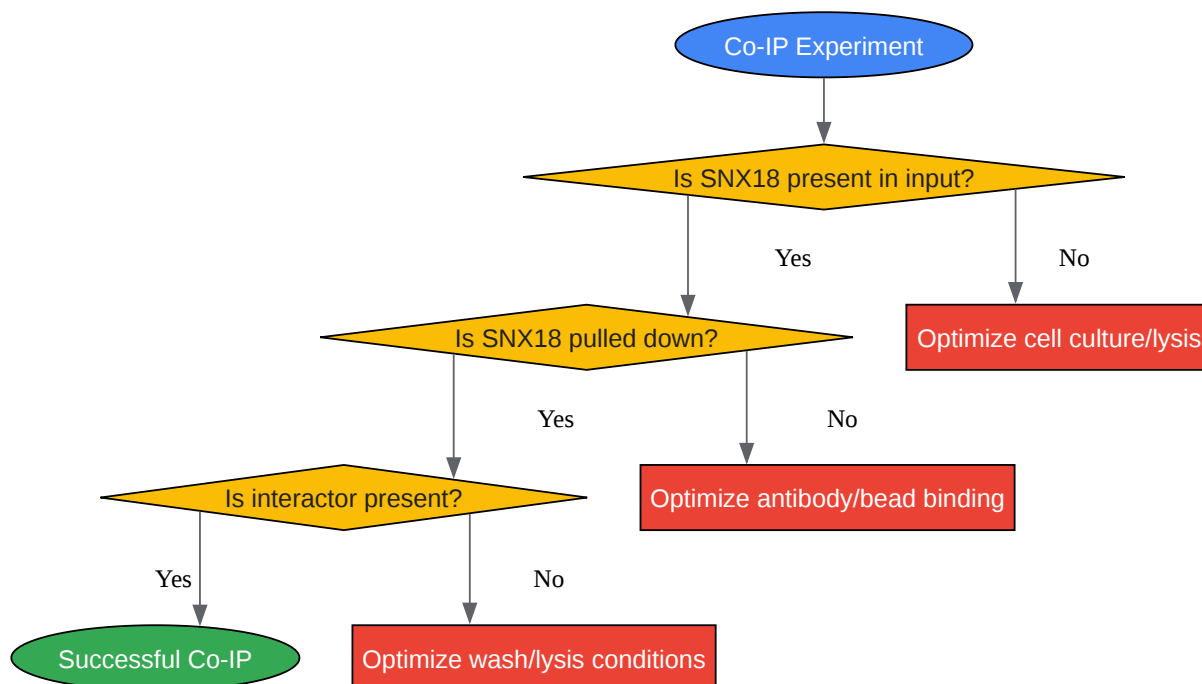 Co-IP Experiment
Is SNX18 present in input?
Yes
No
Is SNX18 pulled down?
Optimize cell culture/lysis
Yes
No
Is interactor present?
Optimize antibody/bead binding
Yes
No
Successful Co-IP
Optimize wash/lysis conditions